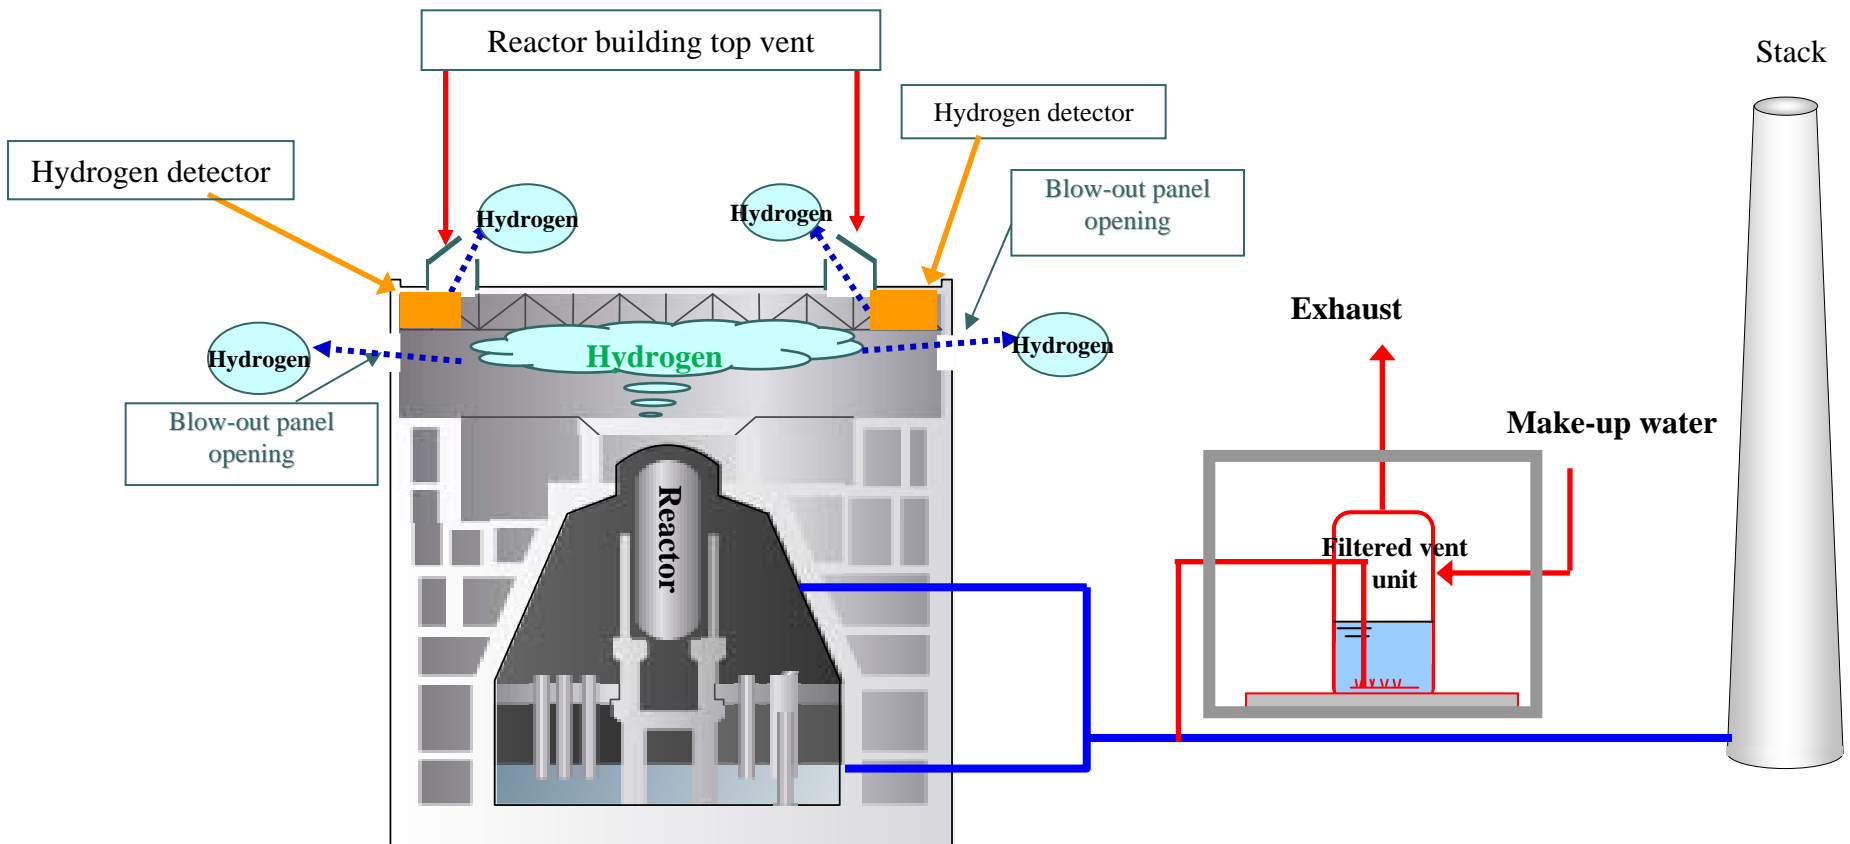 Reactor building top vent
Stack
Hydrogen detector
Hydrogen detector
Blow-out panel
opening
Hydrogen
Hydrogen
Exhaust
Hydrogen
Hydrogen
Hydrogen
Blow-out panel
opening
Make-up water
Reactor
Filtered vent
unit